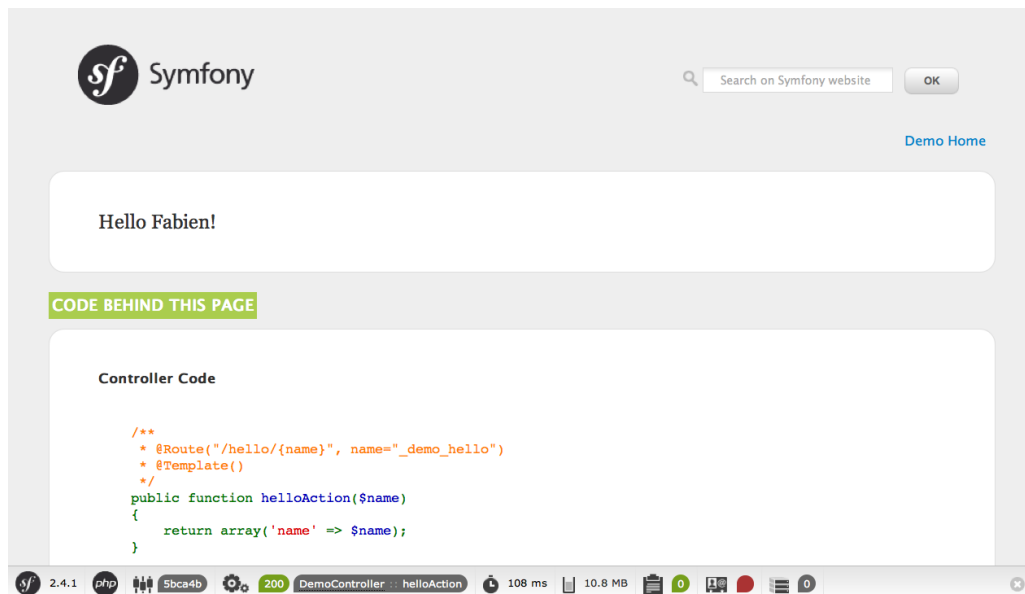 sf Symfony
Search on Symfony website
OK
Demo Home
Hello Fabien!
CODE BEHIND THIS PAGE
Controller Code
/**
 * @Route("/hello/{name}", name="_demo_hello")
 * @Template()
 */
public function helloAction($name)
{
    return array('name' => $name);
}
sf 2.4.1 php 5bca4b 200 DemoController :: helloAction 108 ms 10.8 MB 0 0